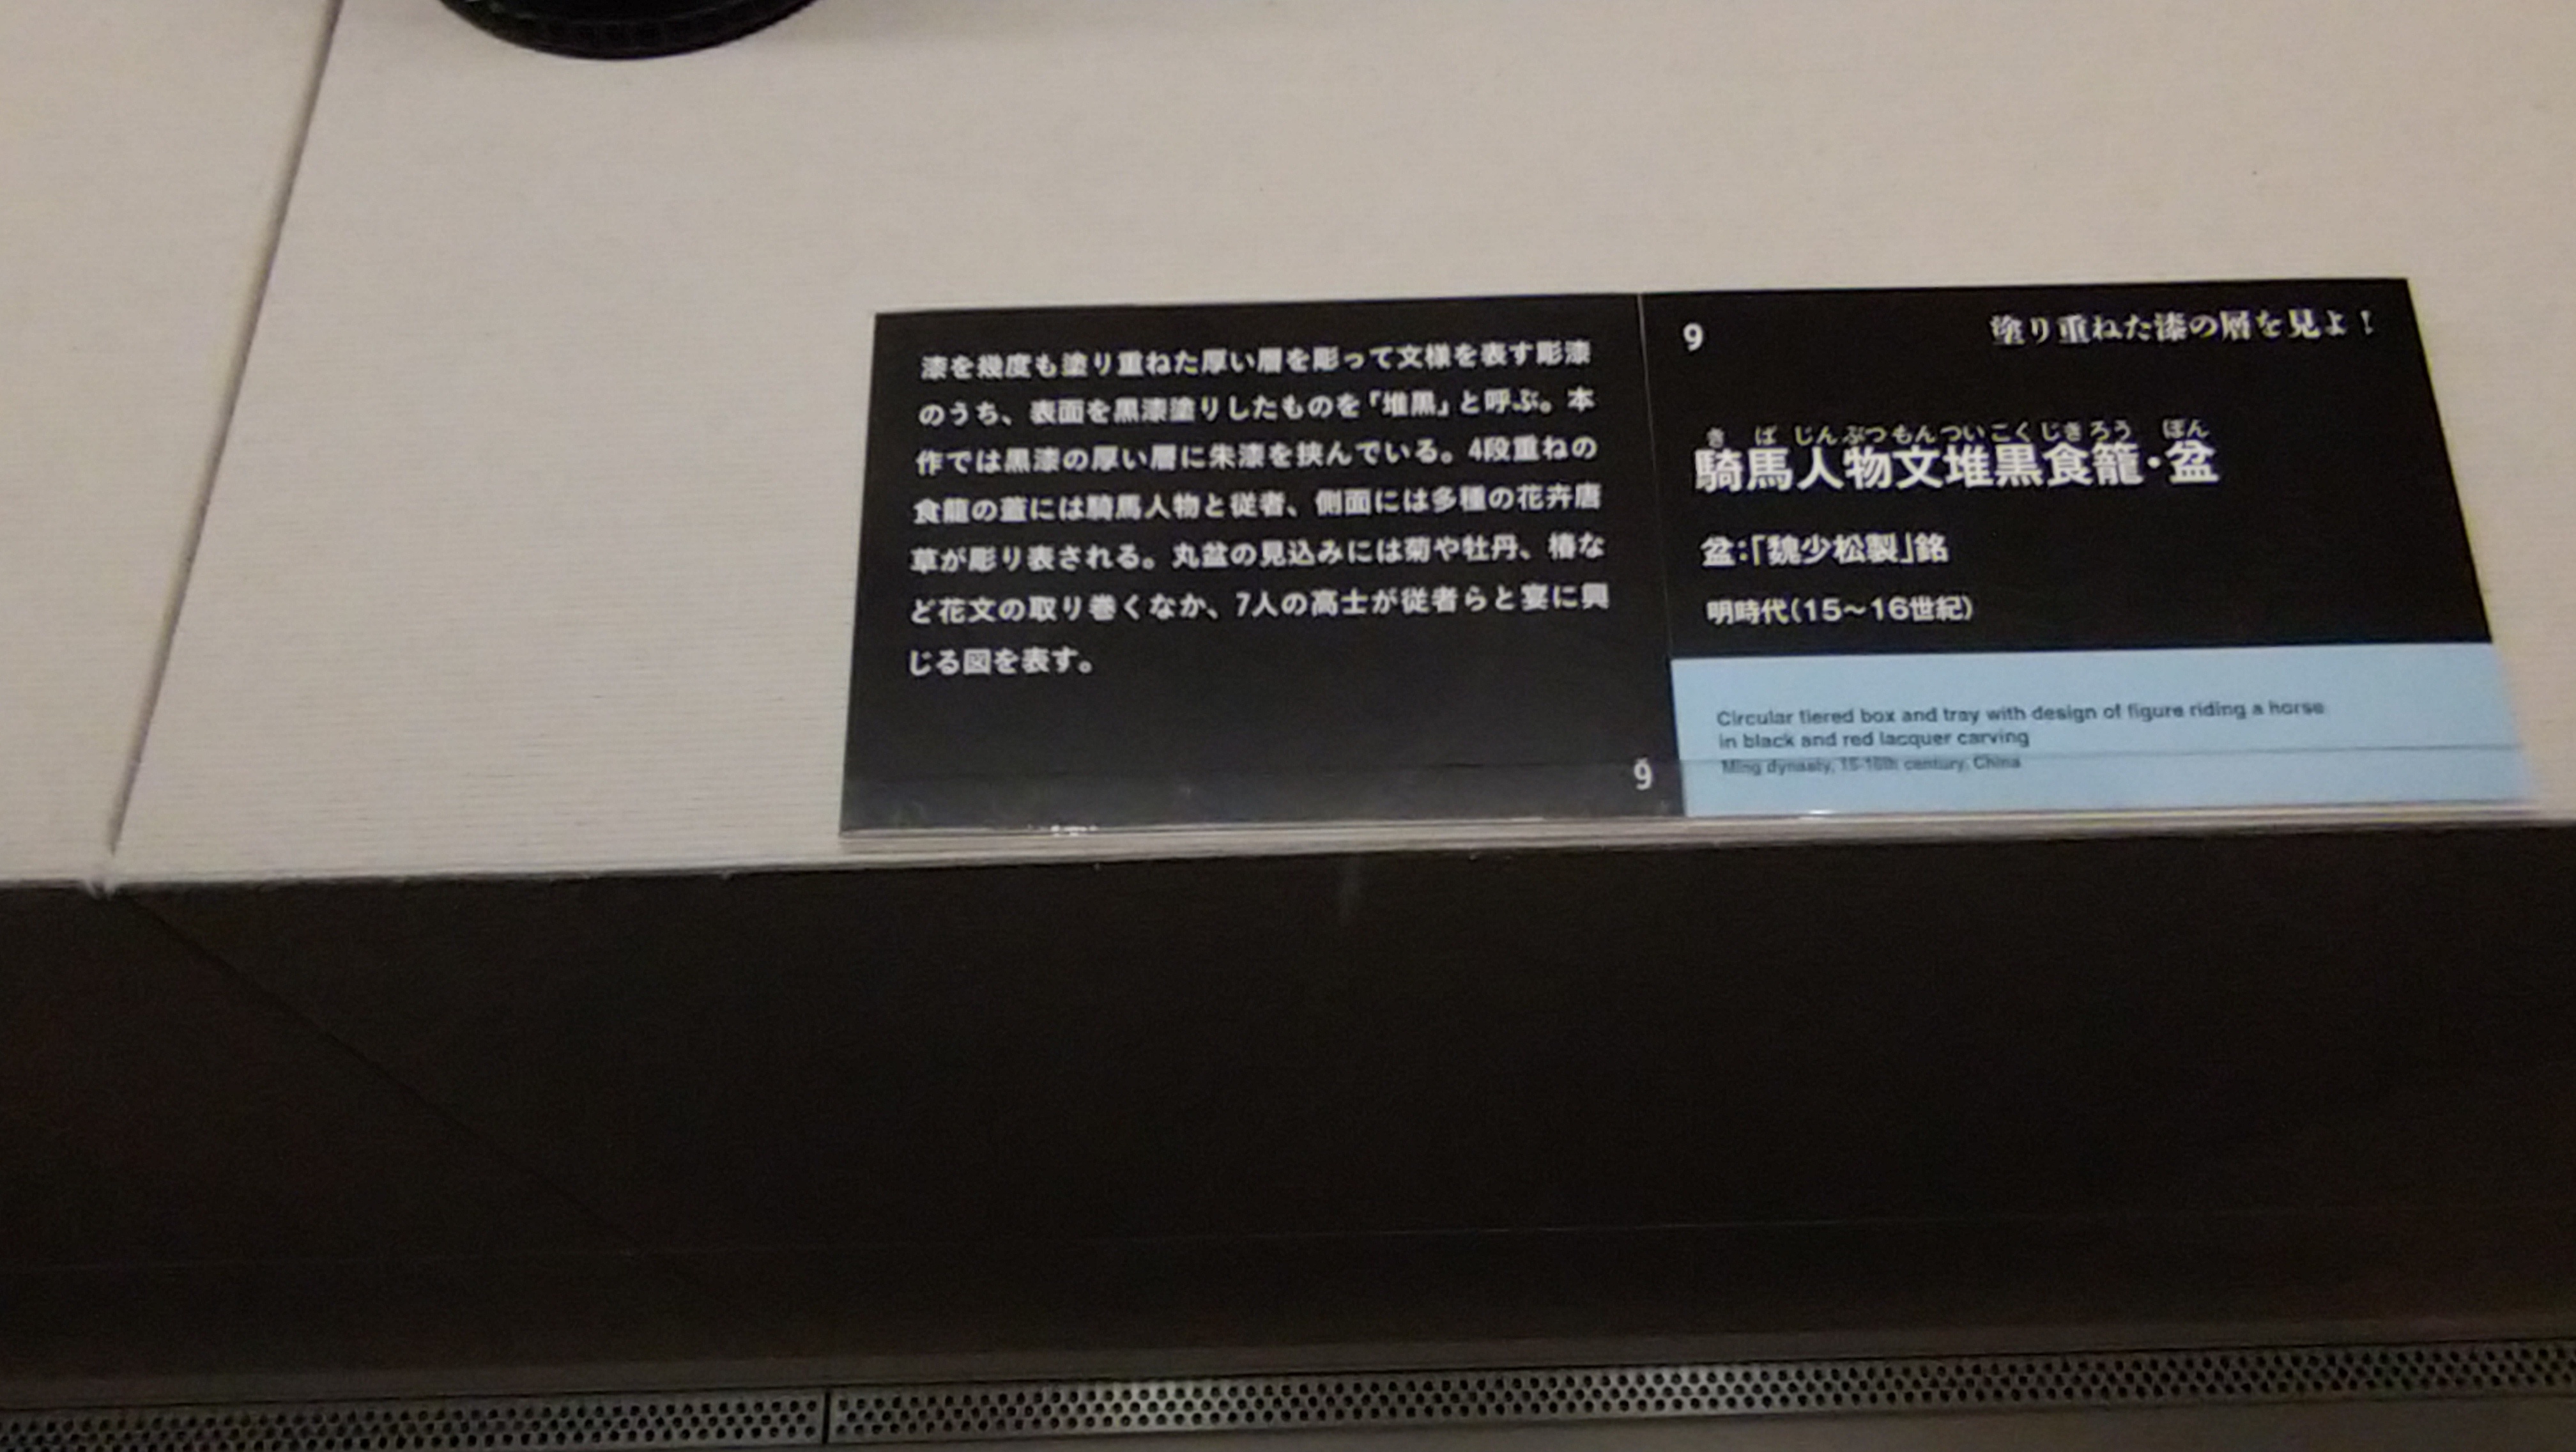 漆を幾度も塗り重ねた厚い層を彫って文様を表す彫漆
のうち、表面を黒漆塗りしたものを「堆黒」と呼ぶ。本
作では黒漆の厚い層に朱漆を挟んでいる。4段重ねの
食籠の蓋には騎馬人物と従者、側面には多種の花卉唐
草が彫り表される。丸盆の見込みには菊や牡丹、椿な
ど花文の取り巻くなか、7人の高士が従者らと宴に興
じる図を表す。
9
9
塗り重ねた漆の層を見よ！
き ば じんぶつもんついこくじきろう ぼん
騎馬人物文堆黒食籠・盆
盆：「魏少松製」銘
明時代（15～16世紀）
Circular tiered box and tray with design of figure riding a horse
in black and red lacquer carving
Ming dynasty, 15-16th century, China